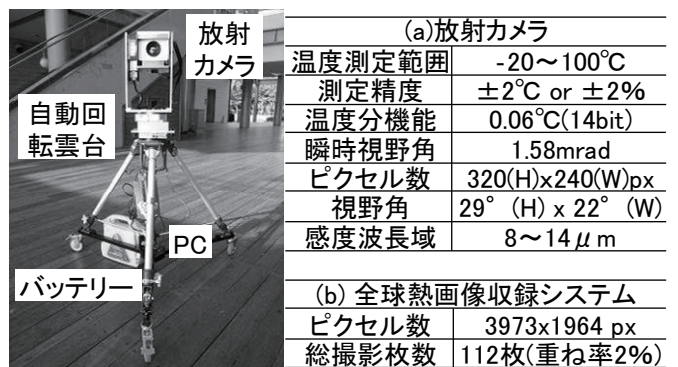 放射
カメラ
自動回
転雲台
PC
バッテリー
(a)放射カメラ
温度測定範囲 -20～100℃
測定精度 ±2℃ or ±2%
温度分機能 0.06℃(14bit)
瞬時視野角 1.58mrad
ピクセル数 320(H)x240(W)px
視野角 29°(H) x 22°(W)
感度波長域 8～14μm
(b) 全球熱画像収録システム
ピクセル数 3973x1964 px
総撮影枚数 112枚(重ね率2%)